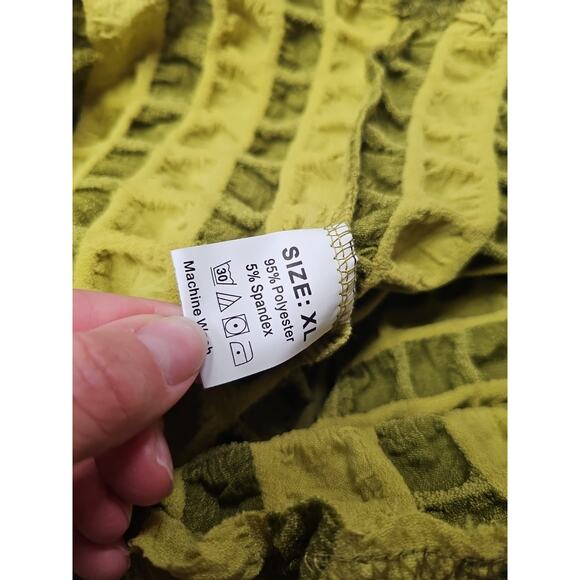 SIZE: XL
95% Polyester
5% Spandex
30
Machine